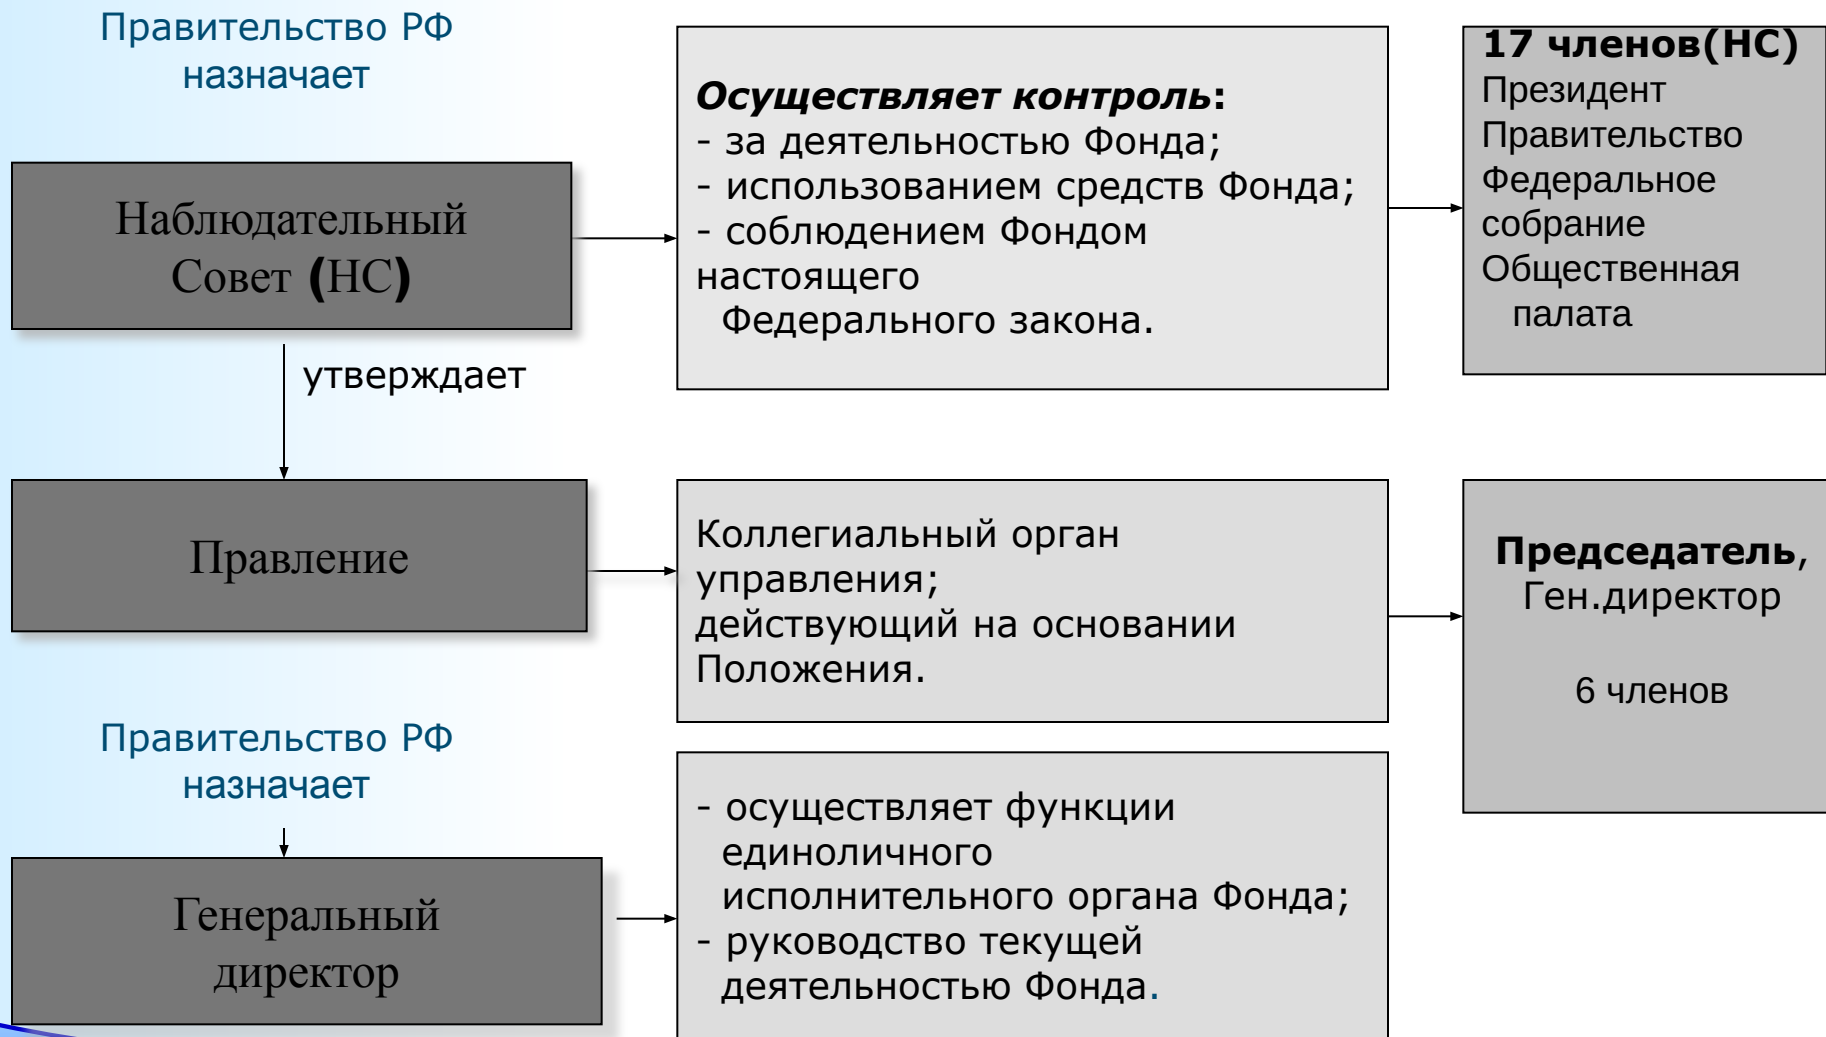 Правительство РФ
назначает
Наблюдательный
Совет (НС)
Осуществляет контроль:
- за деятельностью Фонда;
- использованием средств Фонда;
- соблюдением Фондом
настоящего
Федерального закона.
17 членов(НС)
Президент
Правительство
Федеральное
собрание
Общественная
палата
утверждает
Правление
Коллегиальный орган
управления;
действующий на основании
Положения.
Председатель,
Ген.директор
6 членов
Правительство РФ
назначает
Генеральный
директор
- осуществляет функции
единоличного
исполнительного органа Фонда;
- руководство текущей
деятельностью Фонда.